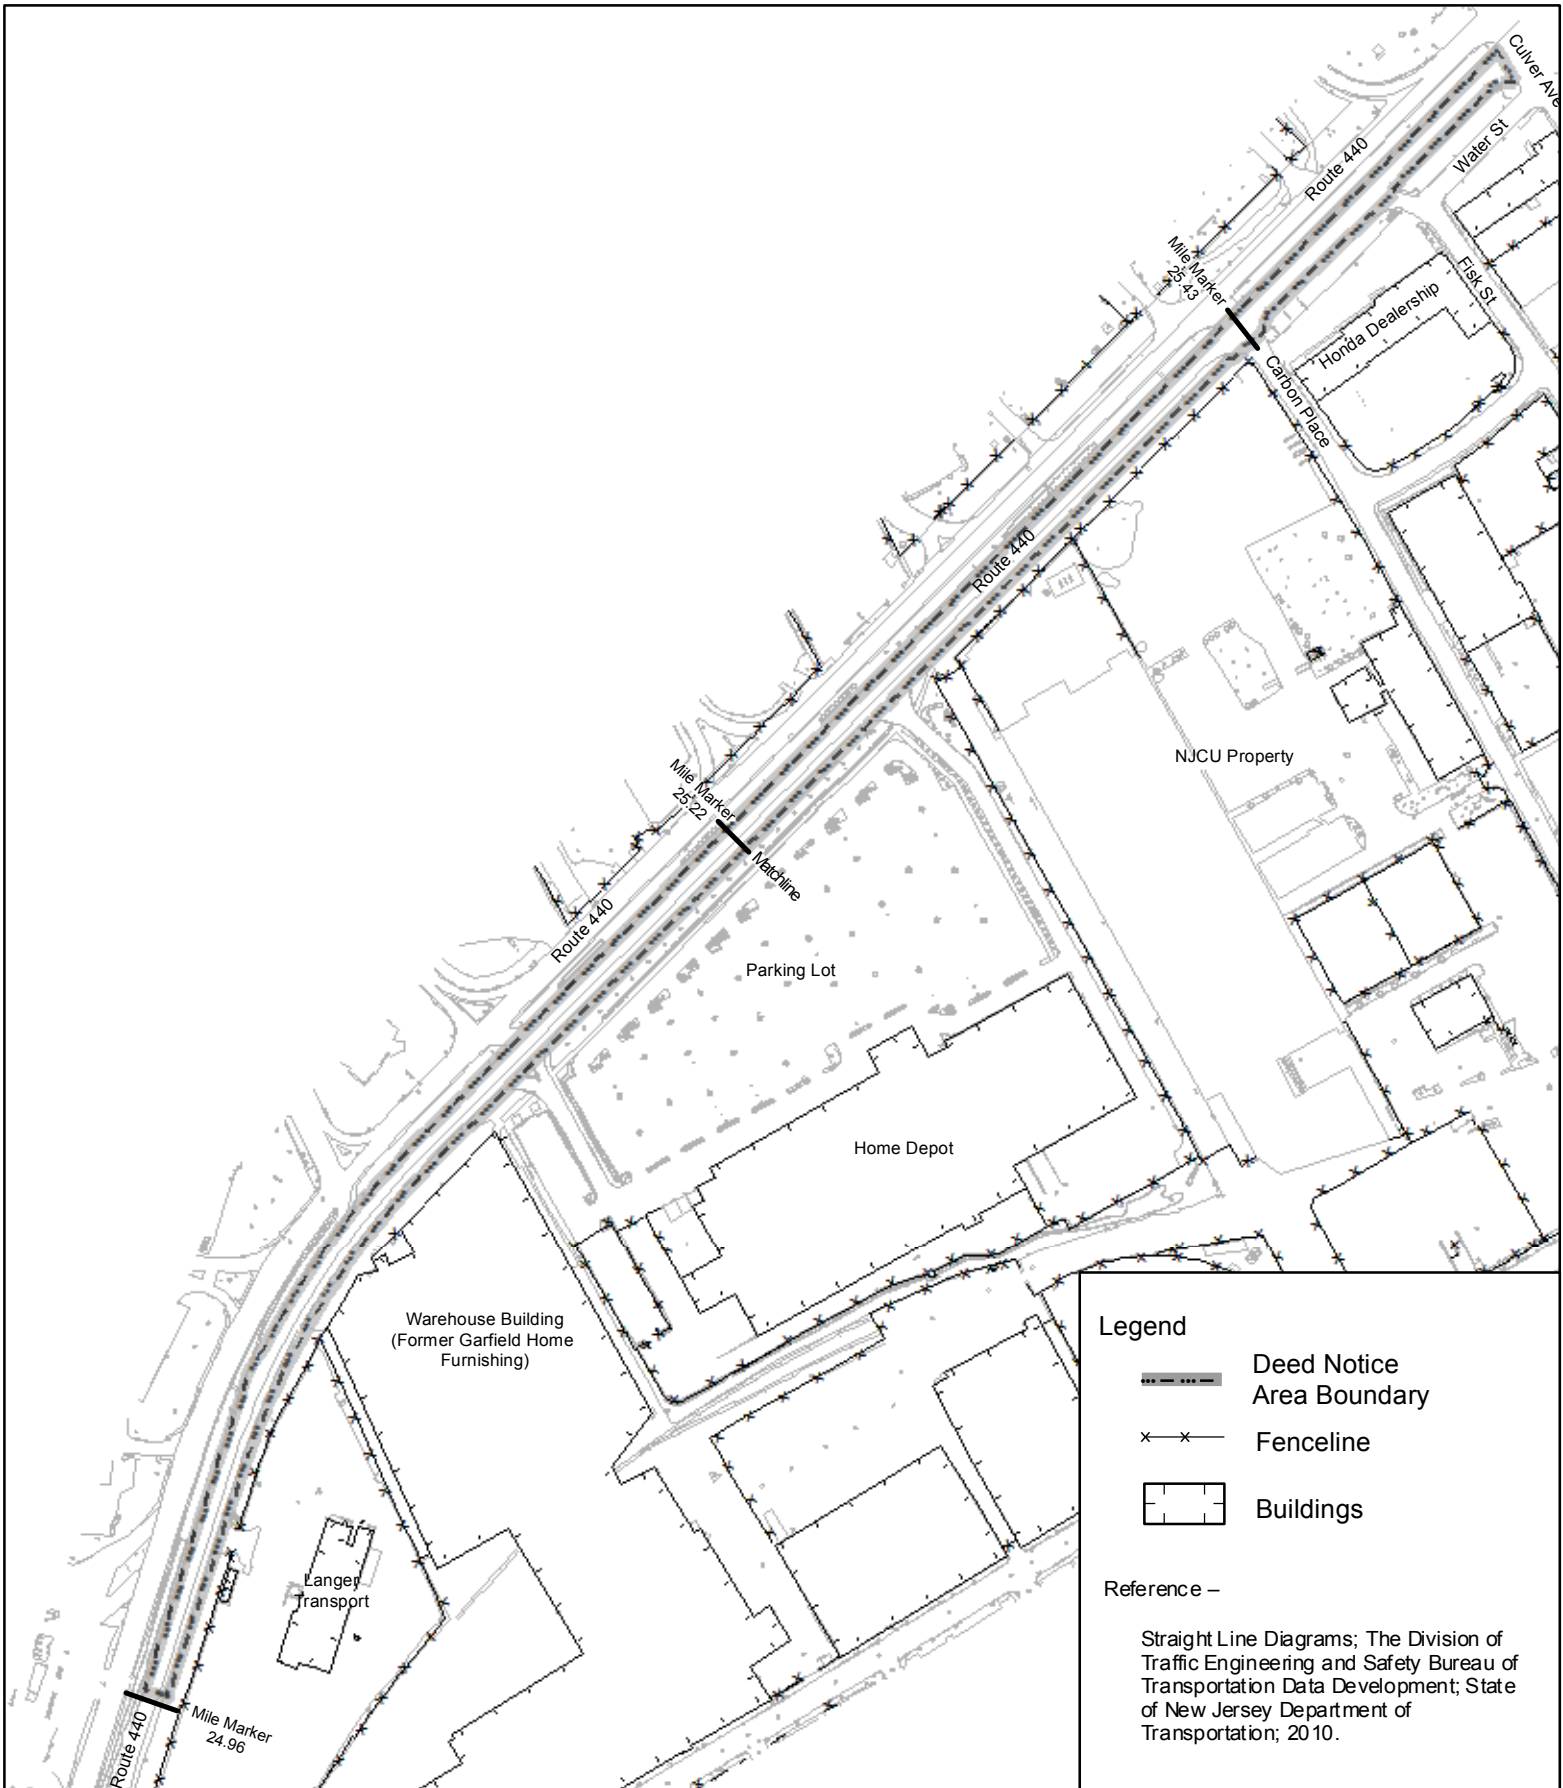 Culver Ave
Water St
Route 440
Mile Marker
25.43
Fisk St
Honda Dealership
Carbon Place
Route 440
NJCU Property
Mile Marker
25.22
Matchline
Route 440
Parking Lot
Home Depot
Warehouse Building
(Former Garfield Home
Furnishing)
Langer
Transport
Mile Marker
24.96
Route 440
Legend
Deed Notice
Area Boundary
Fenceline
Buildings
Reference –
Straight Line Diagrams; The Division of
Traffic Engineering and Safety Bureau of
Transportation Data Development; State
of New Jersey Department of
Transportation; 2010.